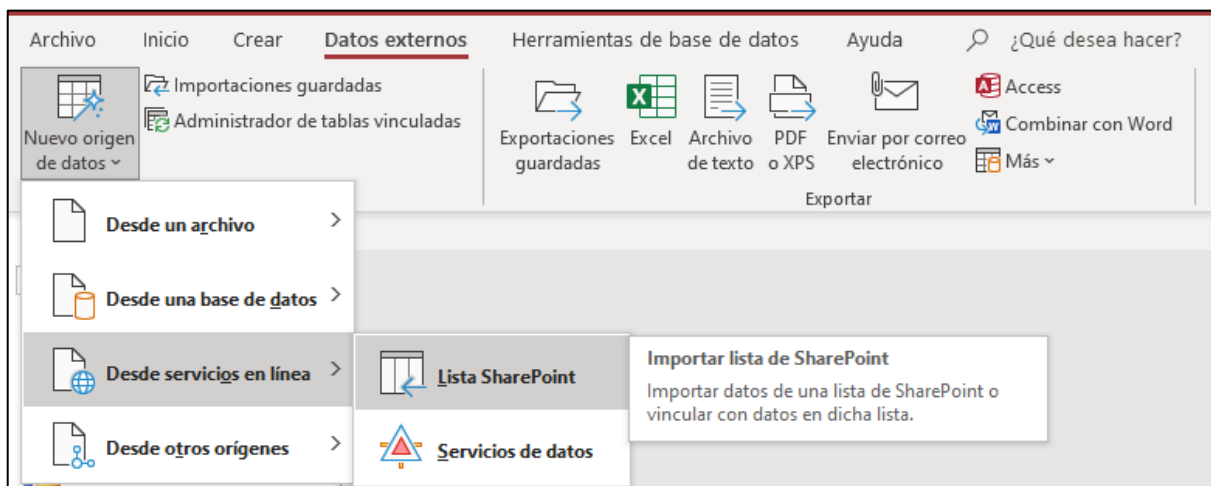 Archivo Inicio Crear Datos externos Herramientas de base de datos Ayuda ¿Qué desea hacer?
Nuevo origen
de datos
Importaciones guardadas
Administrador de tablas vinculadas
Exportaciones
guardadas
Excel
Archivo
de texto
PDF
o XPS
Enviar por correo
electrónico
Access
Combinar con Word
Más
Exportar
Desde un archivo
Desde una base de datos
Desde servicios en línea
Desde otros orígenes
Lista SharePoint
Servicios de datos
Importar lista de SharePoint
Importar datos de una lista de SharePoint o
vincular con datos en dicha lista.